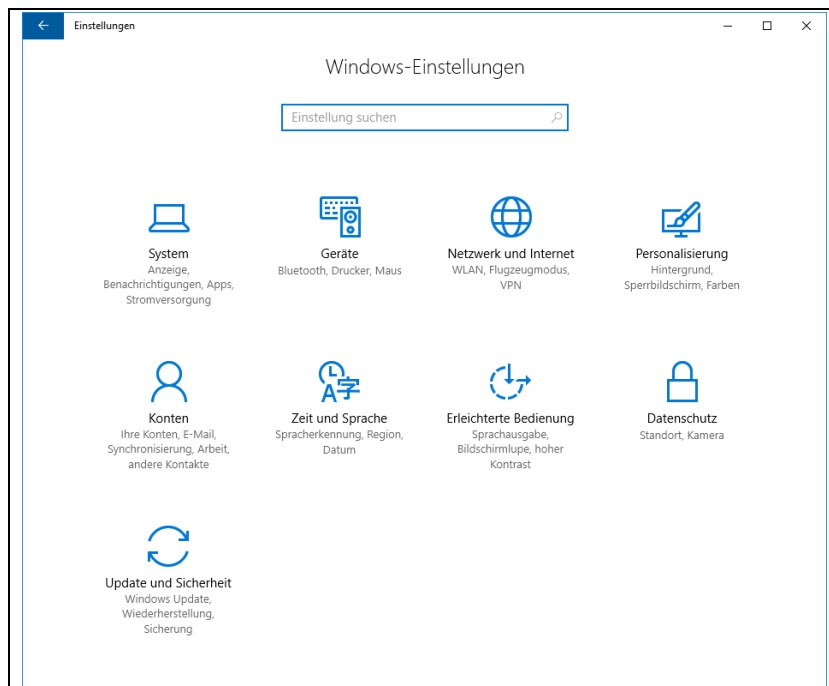 Einstellungen
Windows-Einstellungen
Einstellung suchen
System
Anzeige,
Benachrichtigungen, Apps,
Stromversorgung
Geräte
Bluetooth, Drucker, Maus
Netzwerk und Internet
WLAN, Flugzeugmodus,
VPN
Personalisierung
Hintergrund,
Sperrbildschirm, Farben
Konten
Ihre Konten, E-Mail,
Synchronisierung, Arbeit,
andere Kontakte
A字
Zeit und Sprache
Spracherkennung, Region,
Datum
Erleichterte Bedienung
Sprachausgabe,
Bildschirmlupe, hoher
Kontrast
Datenschutz
Standort, Kamera
Update und Sicherheit
Windows Update,
Wiederherstellung,
Sicherung